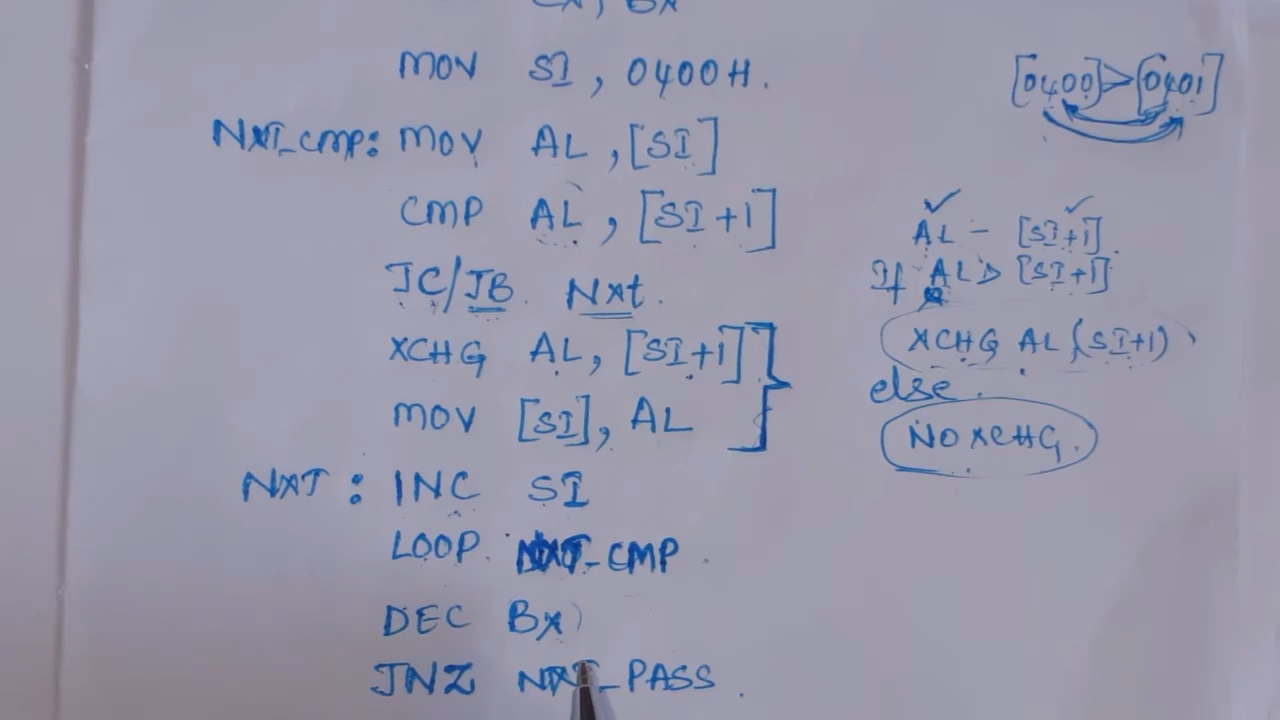 CX, BX
MOV SI, 0400H.
[0400]>[0401]
NXT_CMP: MOV AL, [SI]
CMP AL, [SI+1]
AL - [SI+1]
JC/JB Nxt.
If AL > [SI+1]
XCHG AL, [SI+1]
XCHG AL, (SI+1)
else.
MOV [SI], AL
NO XCHG.
NXT: INC SI
LOOP NXT_CMP
DEC BX
JNZ NXT_PASS.